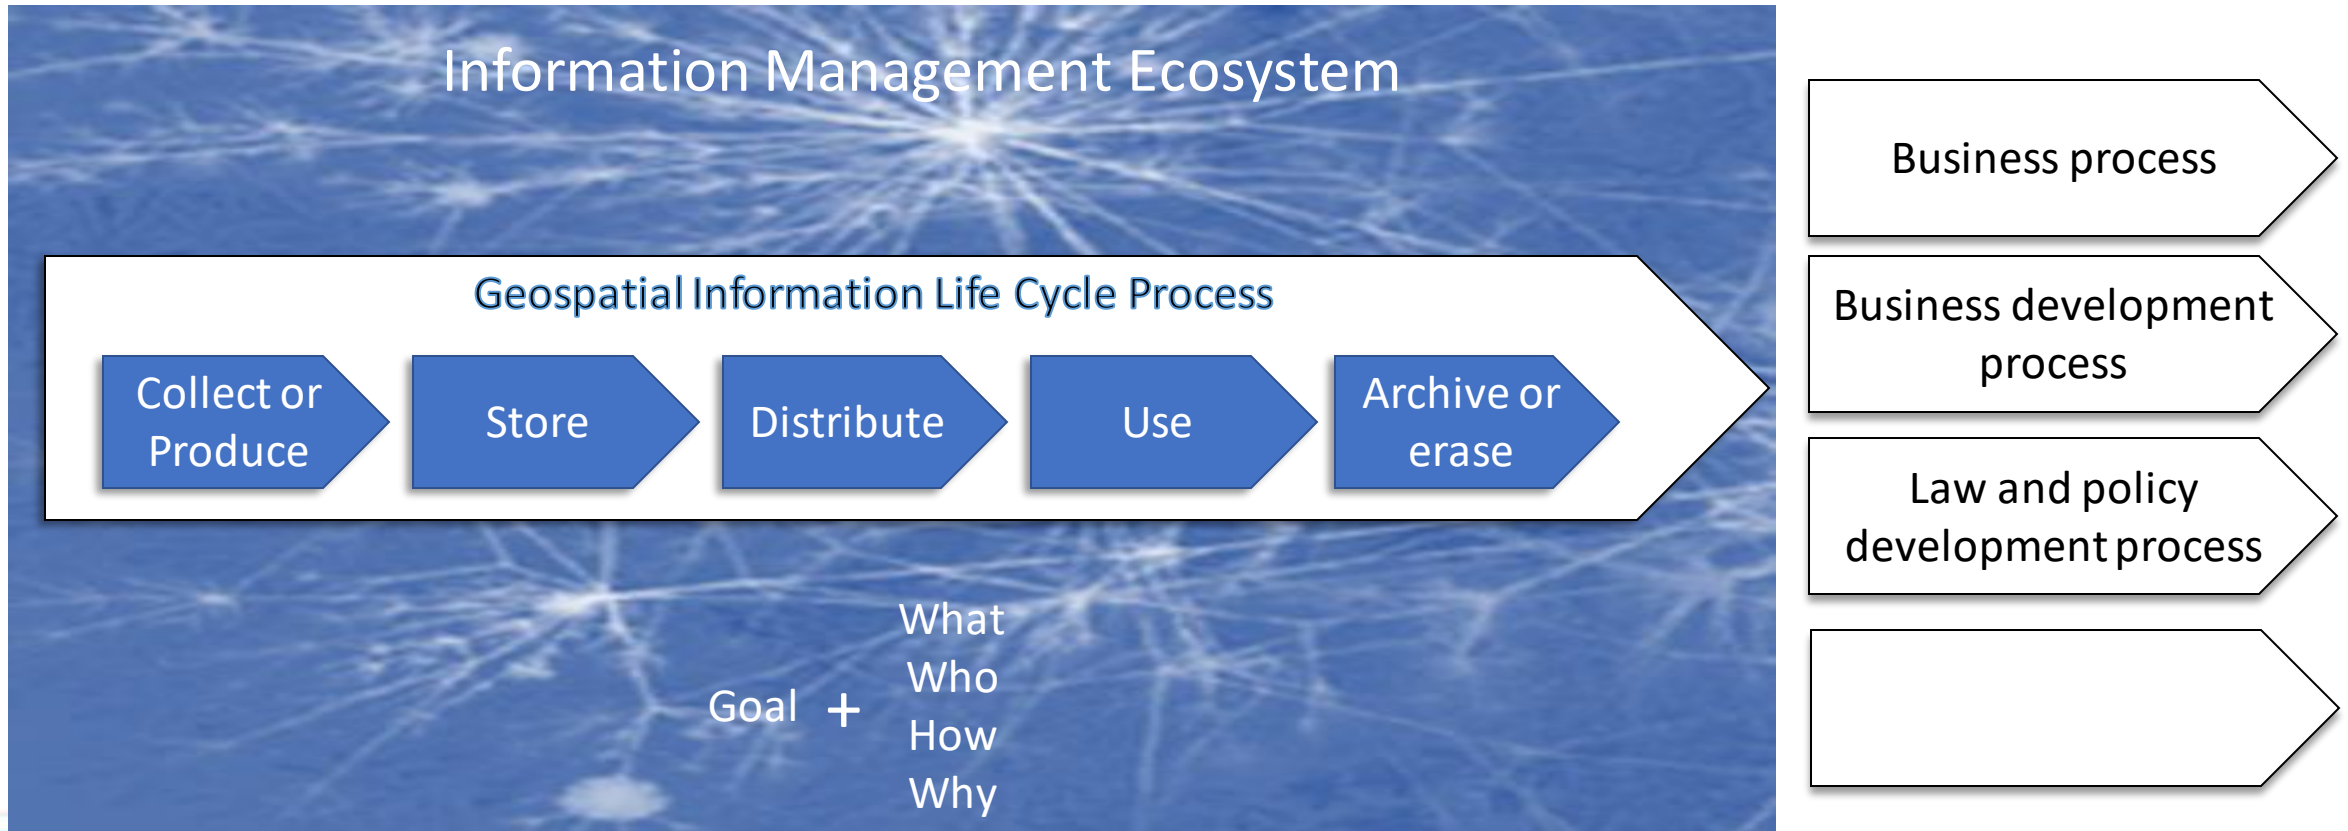 Information Management Ecosystem
Geospatial Information Life Cycle Process
Collect or
Produce
Store
Distribute
Use
Archive or
erase
Goal +
What
Who
How
Why
Business process
Business development
process
Law and policy
development process